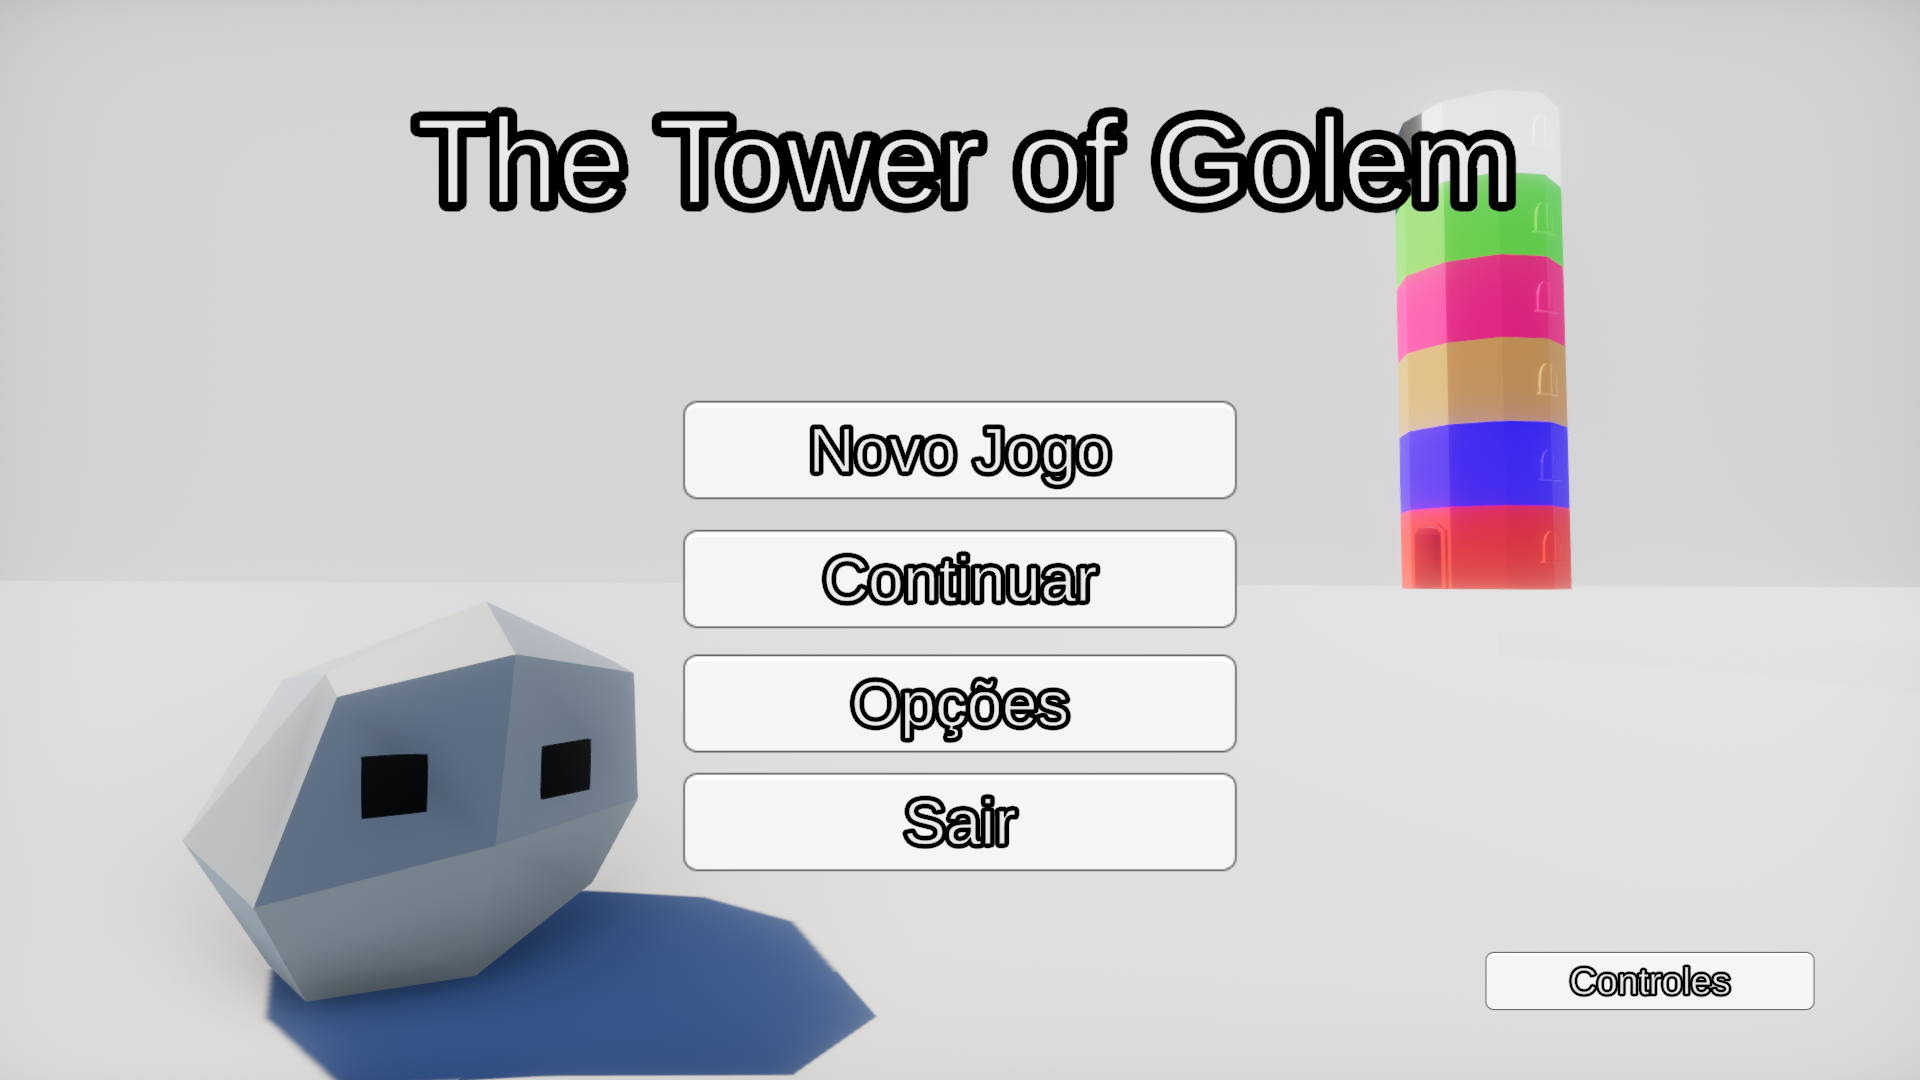 The Tower of Golem
Novo Jogo
Continuar
Opções
Sair
Controles